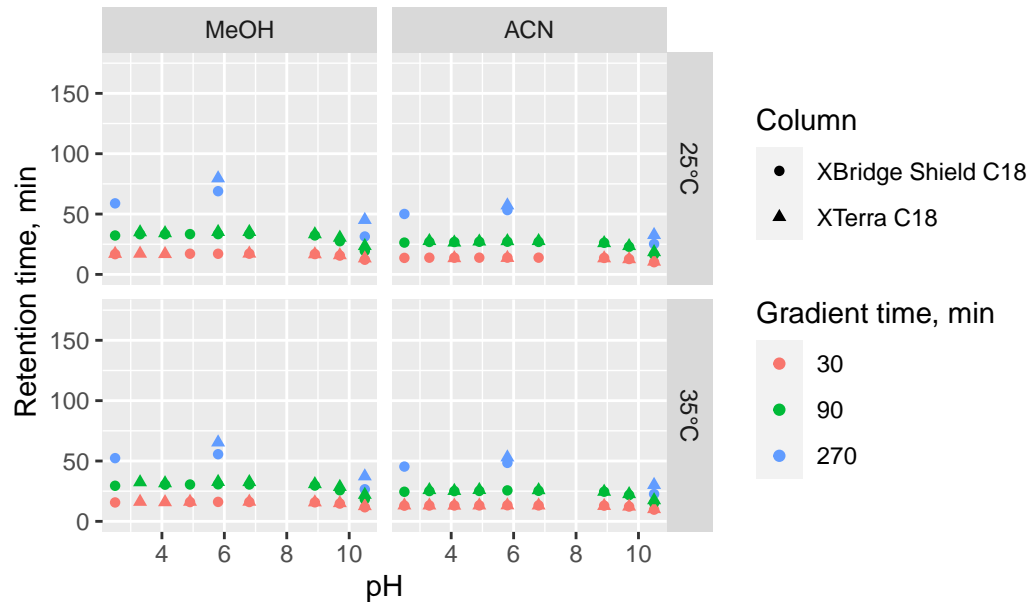 MeOH
ACN
150
100
50
0
25°C
150
100
50
0
35°C
4
6
8
10
4
6
8
10
pH
Retention time, min
Column
XBridge Shield C18
XTerra C18
Gradient time, min
30
90
270